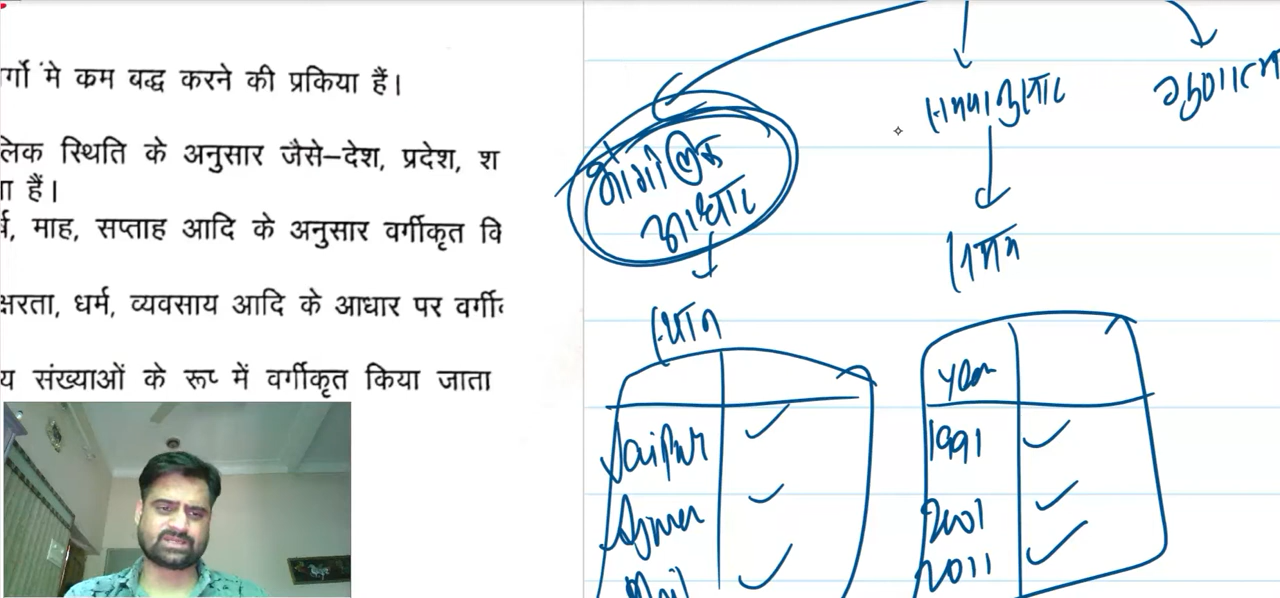 र्गो मे कम बद्ध करने की प्रकिया हैं।
लिक स्थिति के अनुसार जैसे–देश, प्रदेश, श
ा हैं।
र्ष, माह, सप्ताह आदि के अनुसार वर्गीकृत वि
क्षरता, धर्म, व्यवसाय आदि के आधार पर वर्गी
य संख्याओं के रूप में वर्गीकृत किया जाता
भौगोलिक
आधार
स्थान
Jaipur
Ajmer
समयानुसार
समय
year
1991
2001
2011